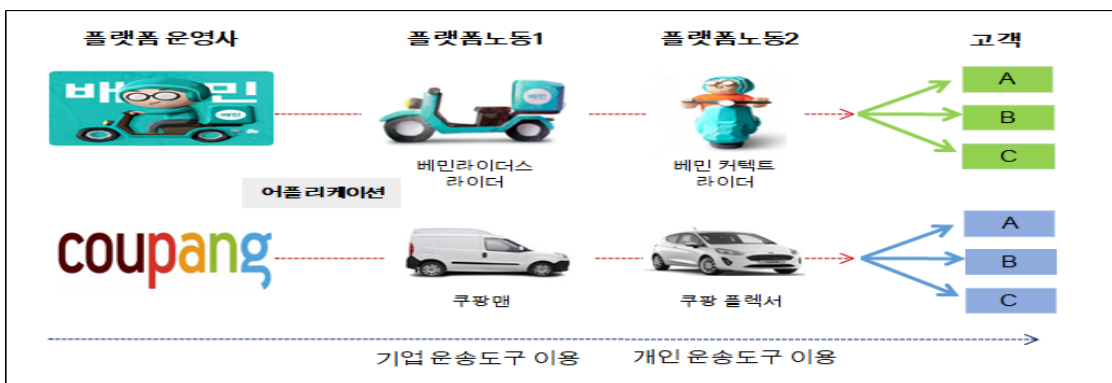 플랫폼 운영사 플랫폼노동1 플랫폼노동2 고객
배 민
배민
A
B
C
베민라이더스
라이더
베민 커텍트
라이더
어플리케이션
coupang
A
B
C
쿠팡맨 쿠팡 플렉서
기업 운송도구 이용 개인 운송도구 이용